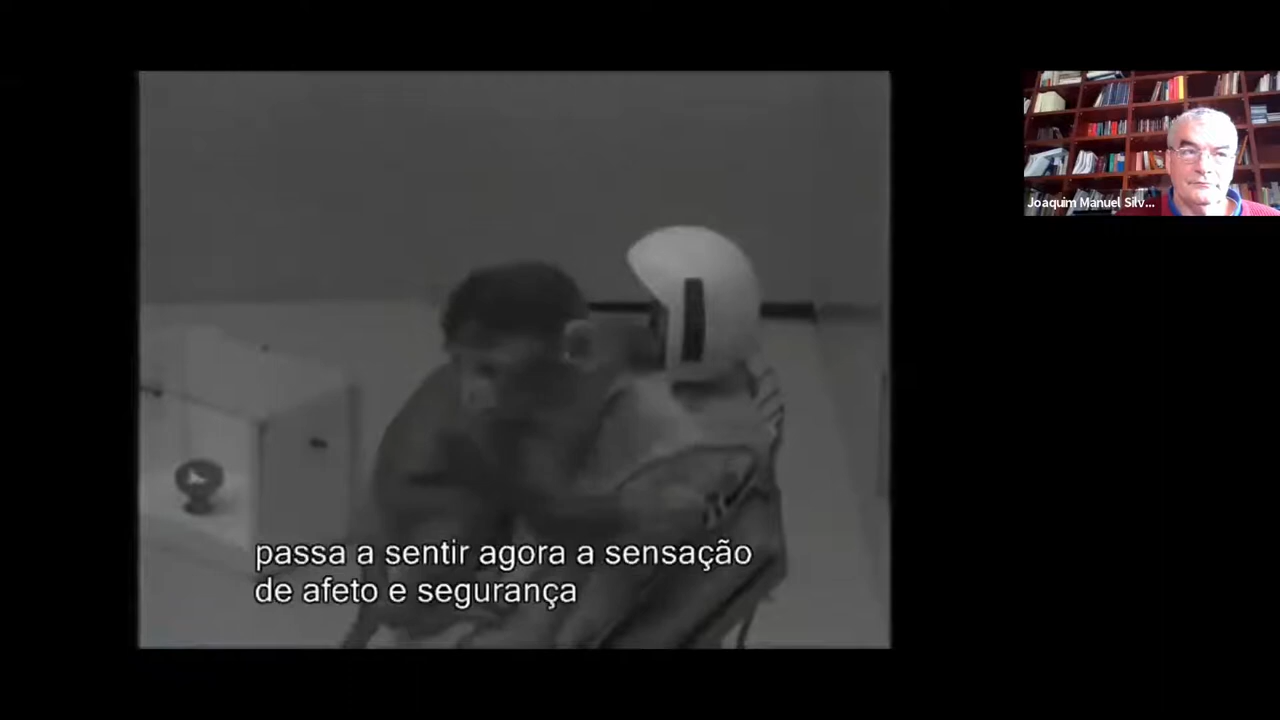 Joaquim Manuel Silv...
passa a sentir agora a sensação
de afeto e segurança